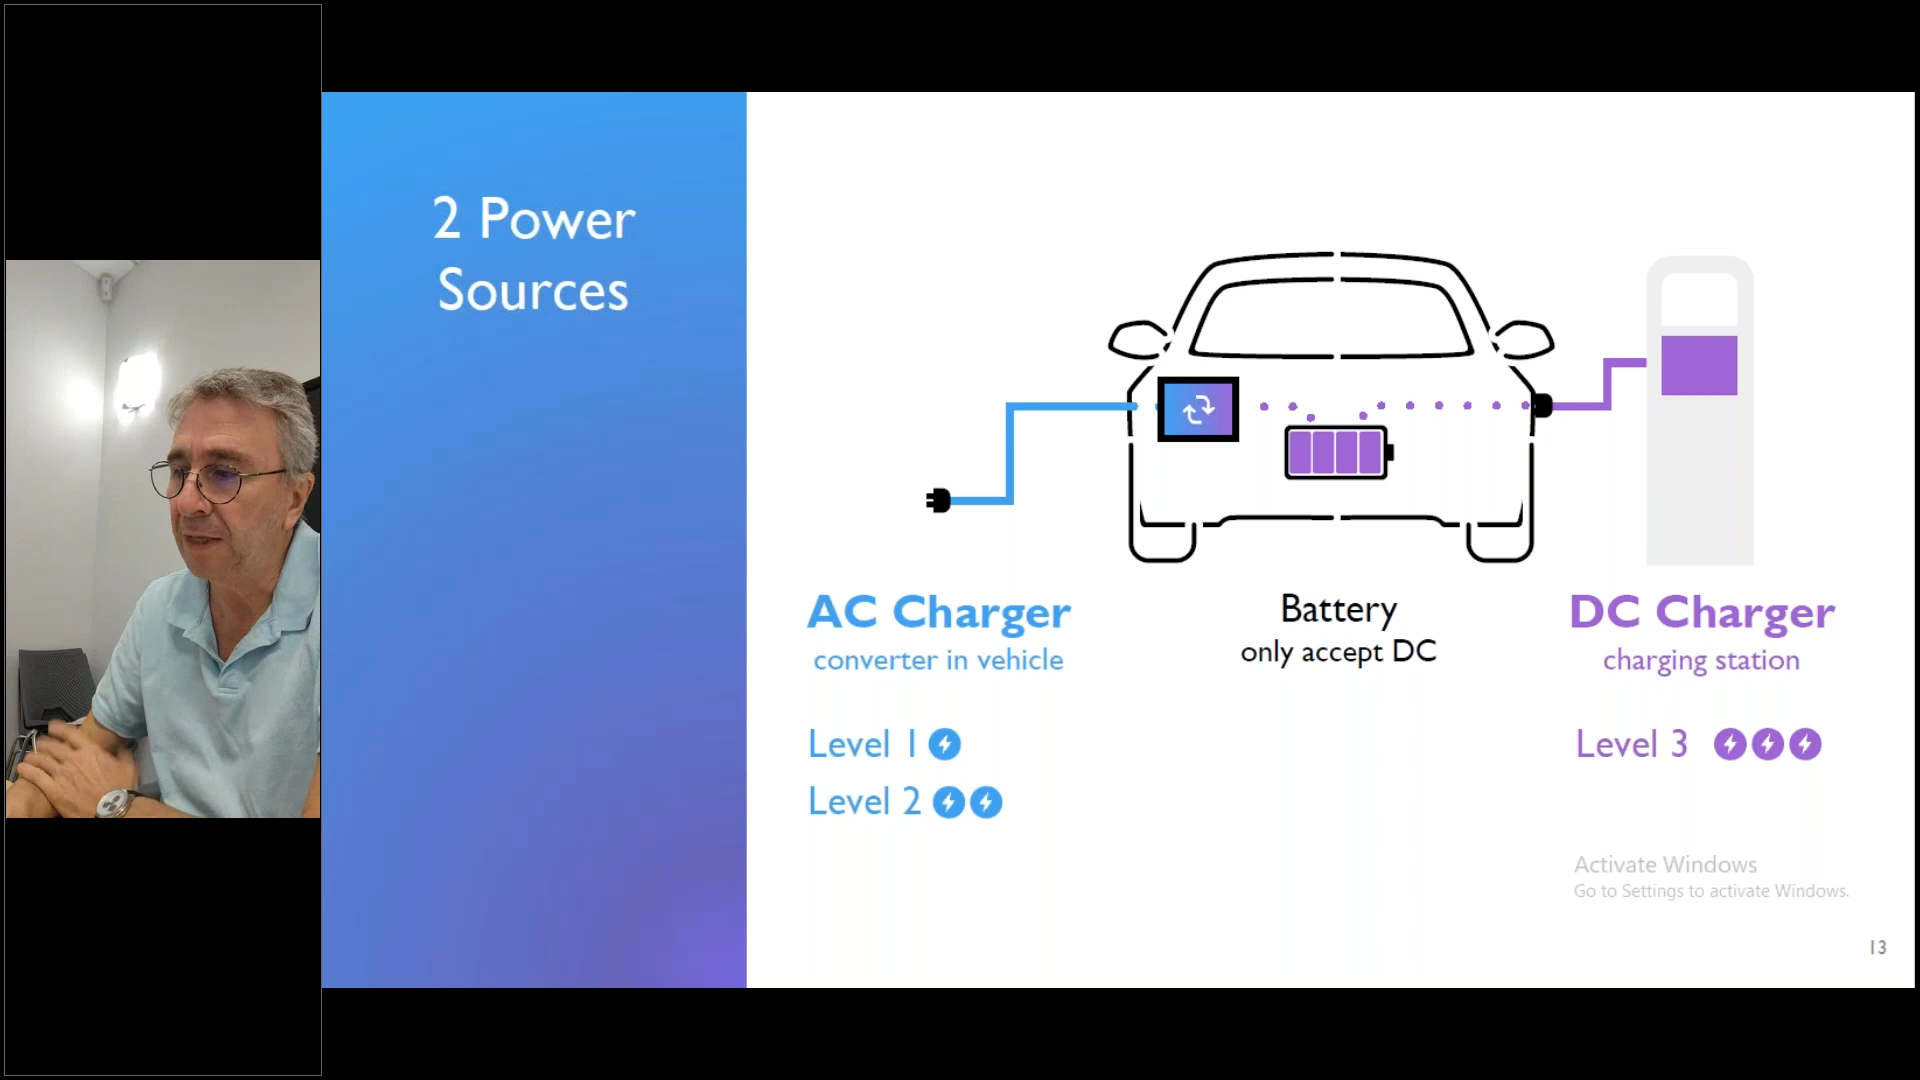 2 Power
Sources
AC Charger
converter in vehicle
Level 1
Level 2
Battery
only accept DC
DC Charger
charging station
Level 3
Activate Windows
Go to Settings to activate Windows.
13